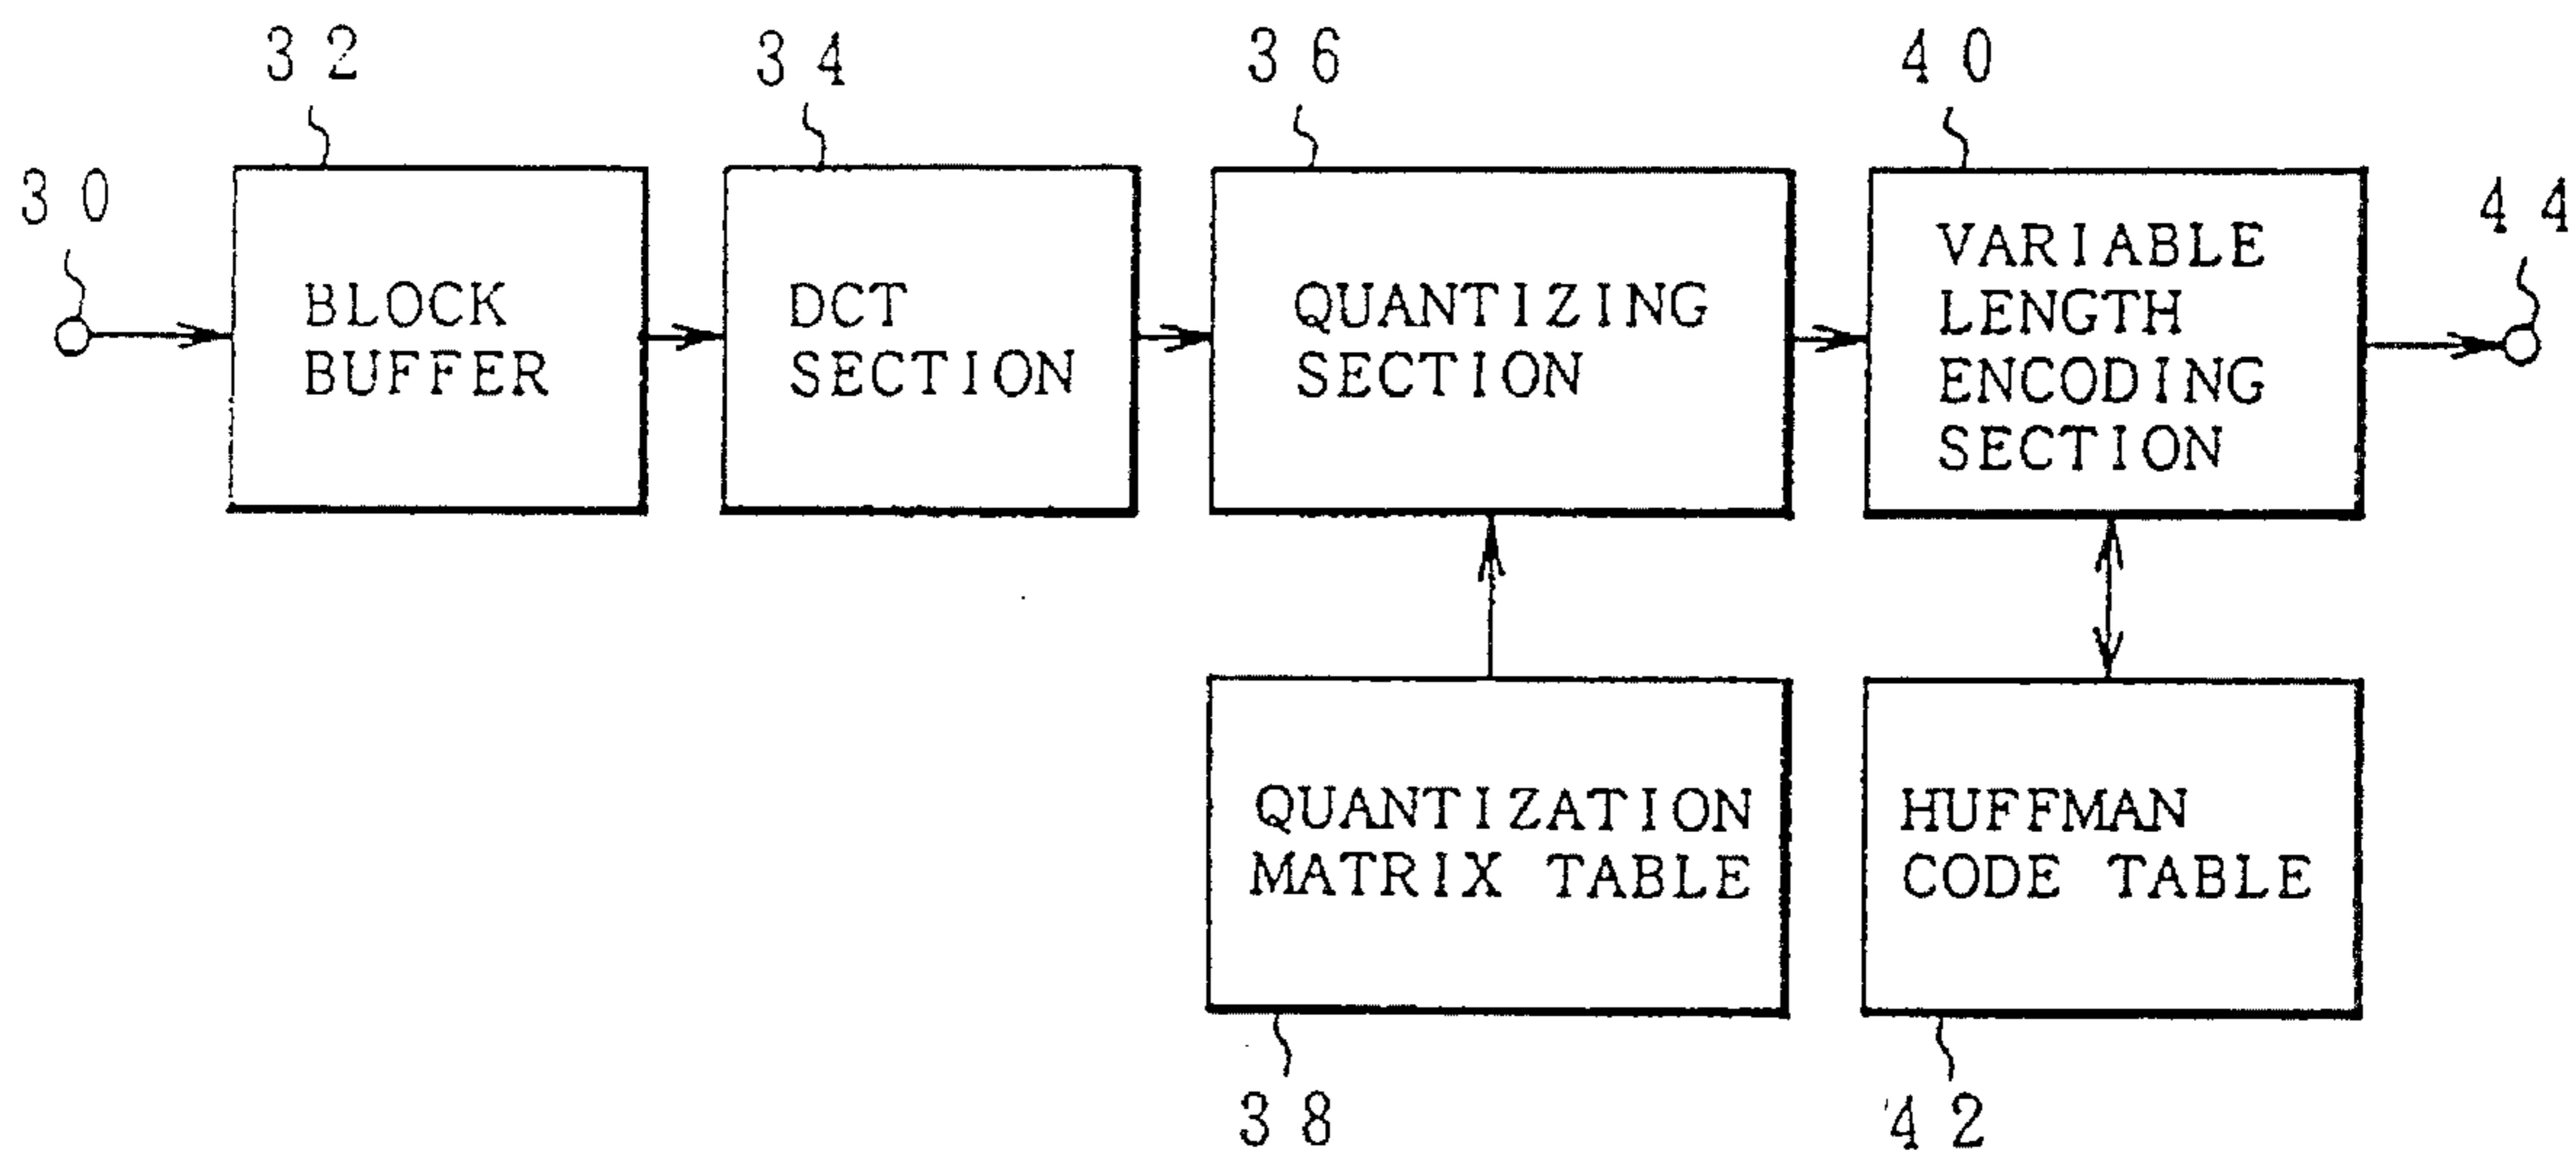 32
34
36
40
30
44
BLOCK
BUFFER
DCT
SECTION
QUANTIZING
SECTION
VARIABLE
LENGTH
ENCODING
SECTION
QUANTIZATION
MATRIX TABLE
HUFFMAN
CODE TABLE
38
42